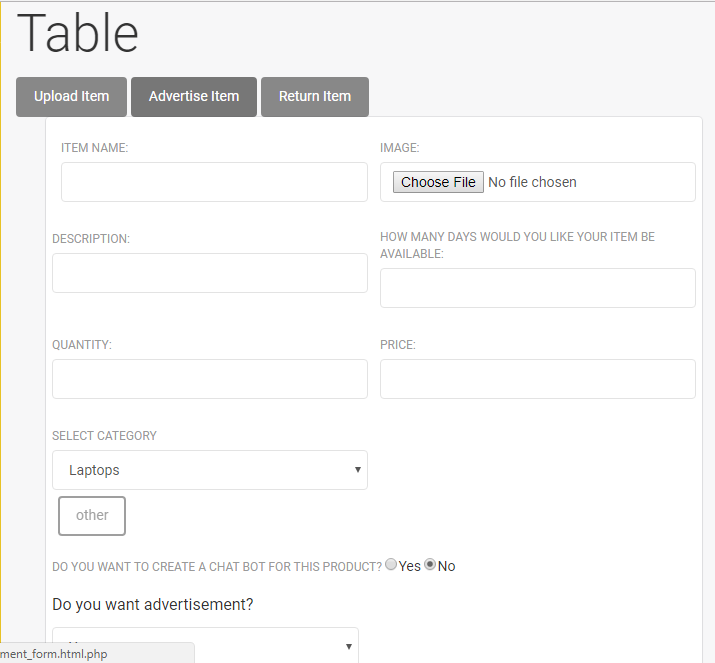 Table
Upload Item
Advertise Item
Return Item
ITEM NAME:
IMAGE:
Choose File No file chosen
DESCRIPTION:
HOW MANY DAYS WOULD YOU LIKE YOUR ITEM BE
AVAILABLE:
QUANTITY:
PRICE:
SELECT CATEGORY
Laptops
other
DO YOU WANT TO CREATE A CHAT BOT FOR THIS PRODUCT? Yes No
Do you want advertisement?
ment_form.html.php